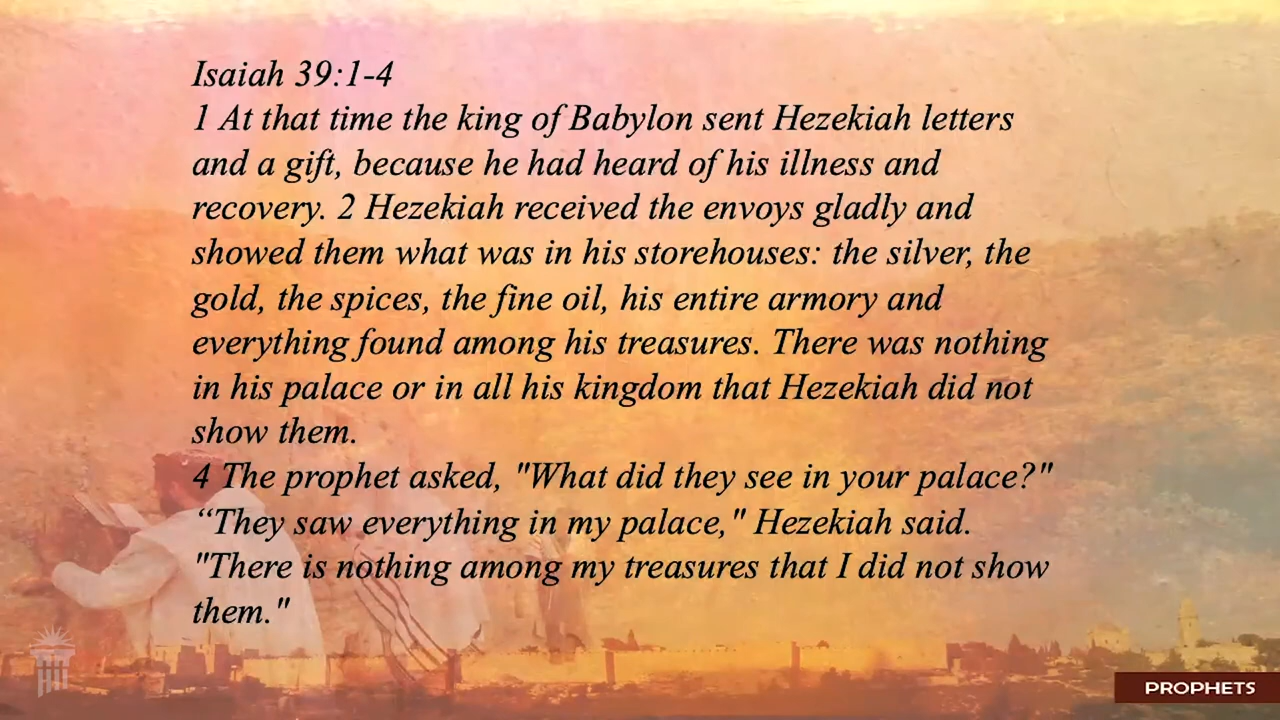 Isaiah 39:1-4
1 At that time the king of Babylon sent Hezekiah letters
and a gift, because he had heard of his illness and
recovery. 2 Hezekiah received the envoys gladly and
showed them what was in his storehouses: the silver, the
gold, the spices, the fine oil, his entire armory and
everything found among his treasures. There was nothing
in his palace or in all his kingdom that Hezekiah did not
show them.
4 The prophet asked, "What did they see in your palace?"
“They saw everything in my palace," Hezekiah said.
"There is nothing among my treasures that I did not show
them."
PROPHETS